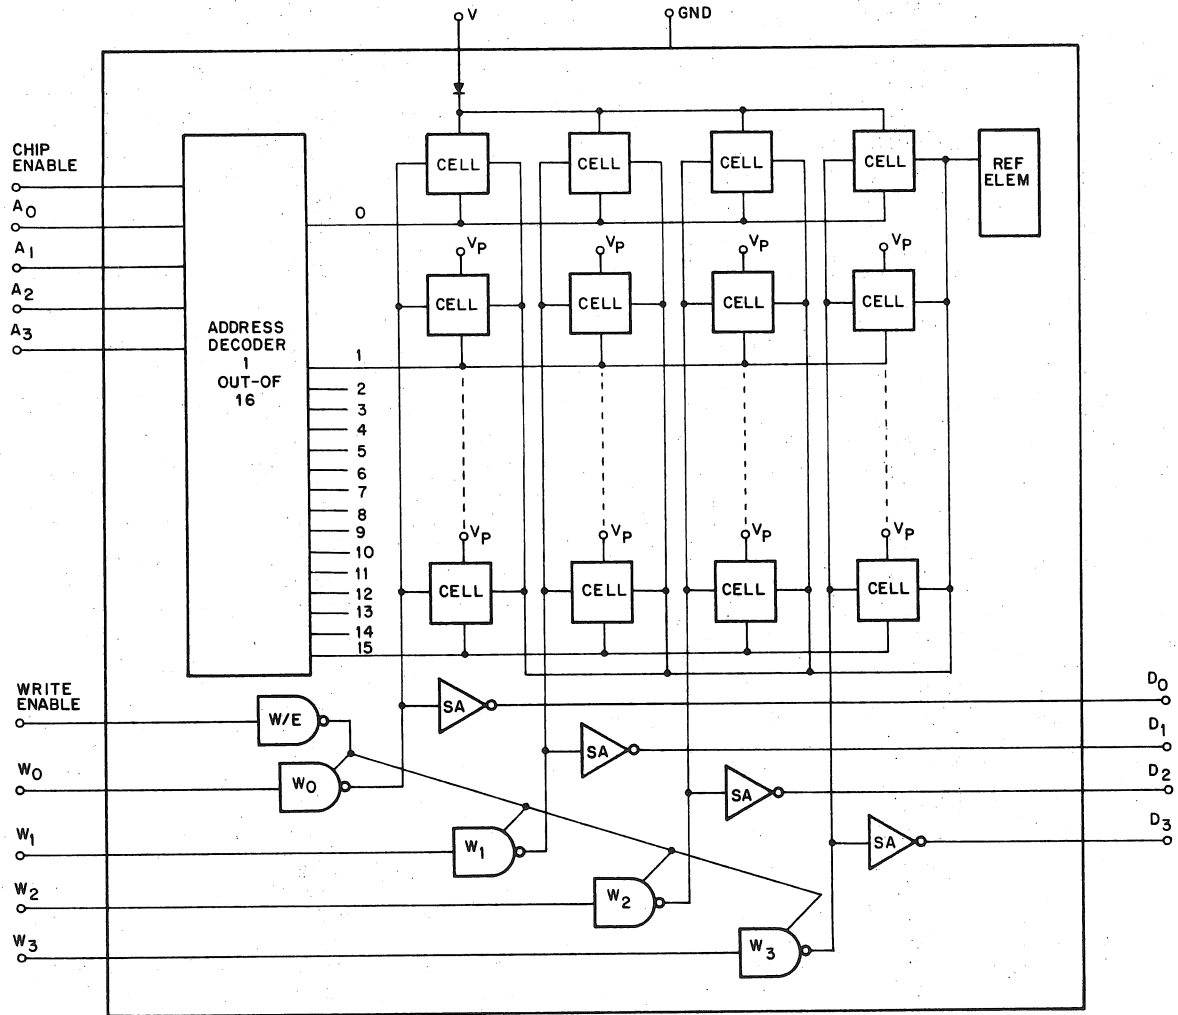 V
GND
CHIP
ENABLE
A0
A1
A2
A3
ADDRESS
DECODER
1
OUT-OF
16
0
1
2
3
4
5
6
7
8
9
10
11
12
13
14
15
CELL CELL CELL CELL
REF
ELEM
VP VP VP VP
CELL CELL CELL CELL
VP VP VP VP
CELL CELL CELL CELL
WRITE
ENABLE
W/E
SA
D0
SA
D1
W0
W0
SA
D2
W1
W1
SA
D3
W2
W2
W3
W3